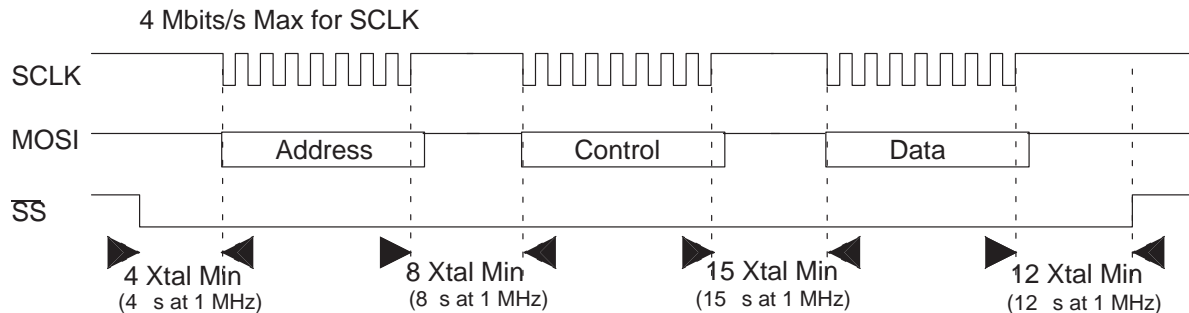 4 Mbits/s Max for SCLK
SCLK
MOSI
Address
Control
Data
SS
4 Xtal Min
(4 s at 1 MHz)
8 Xtal Min
(8 s at 1 MHz)
15 Xtal Min
(15 s at 1 MHz)
12 Xtal Min
(12 s at 1 MHz)